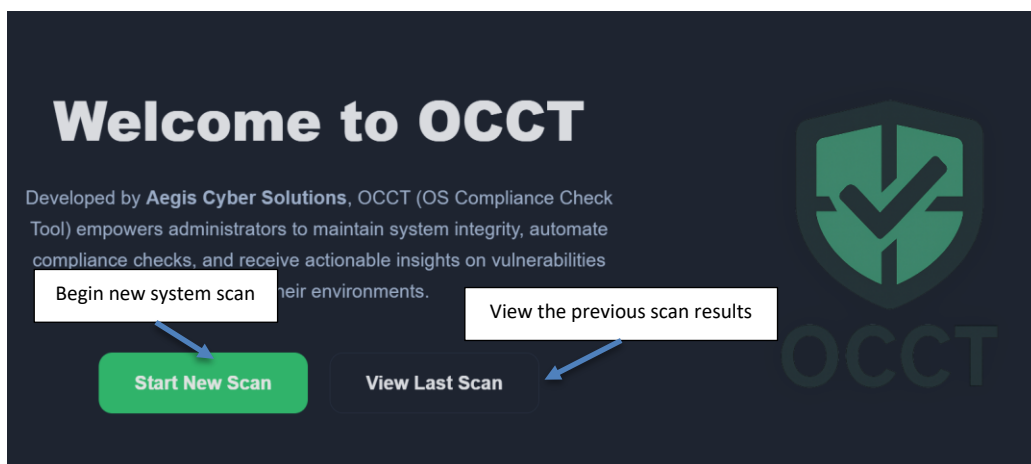 Welcome to OCCT
Developed by Aegis Cyber Solutions, OCCT (OS Compliance Check
Tool) empowers administrators to maintain system integrity, automate
compliance checks, and receive actionable insights on vulnerabilities
heir environments.
Begin new system scan
View the previous scan results
Start New Scan
View Last Scan
OCCT